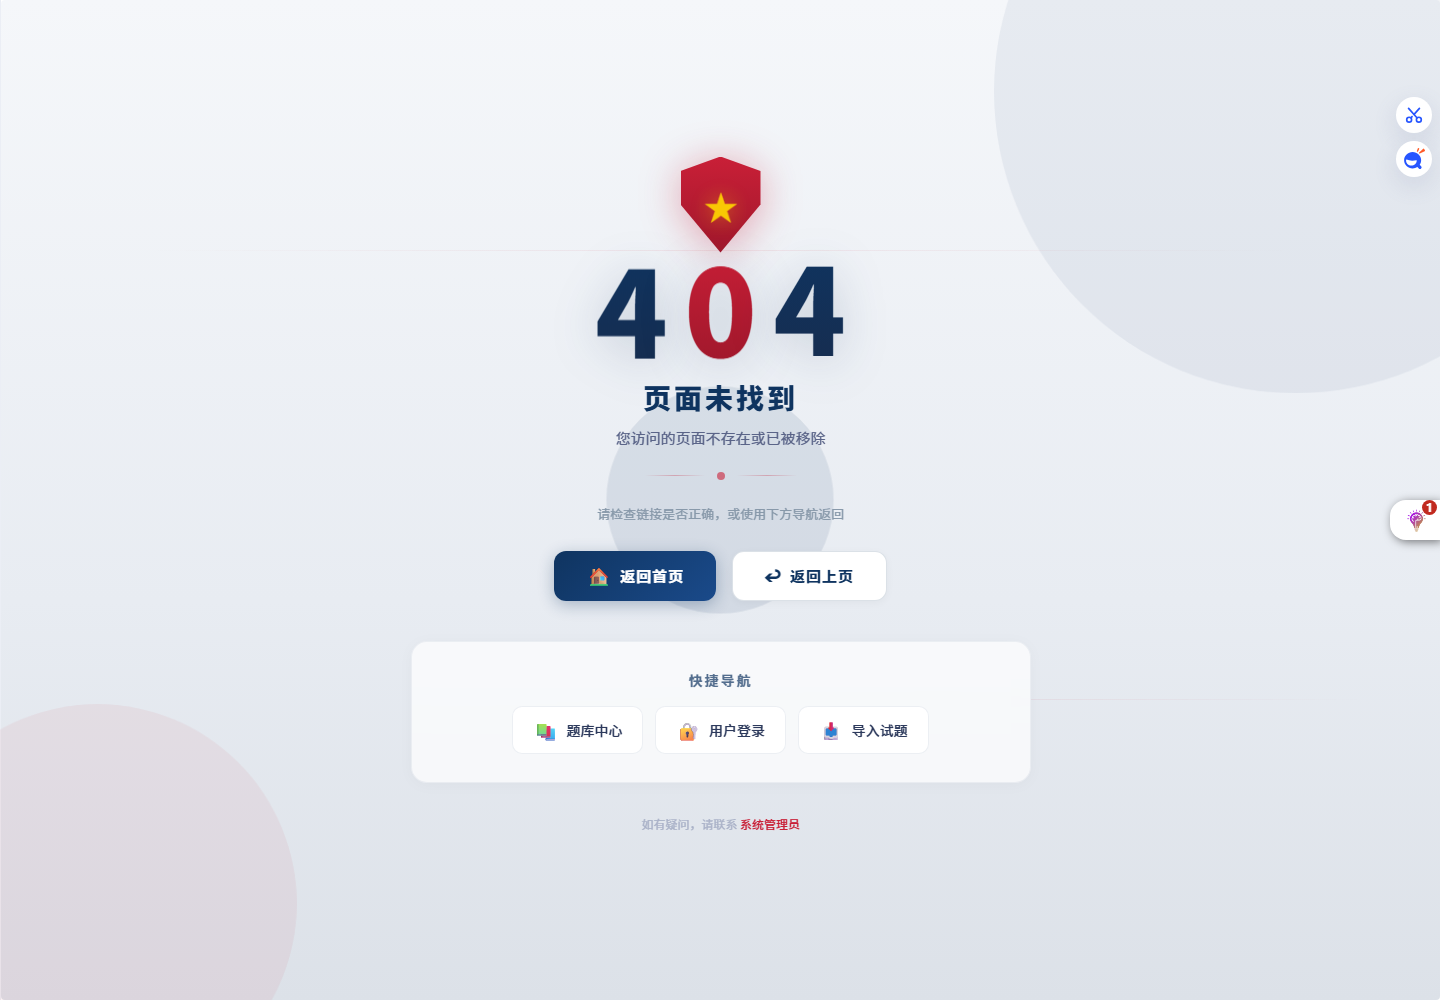 1
404
页面未找到
您访问的页面不存在或已被移除
请检查链接是否正确，或使用下方导航返回
返回首页
返回上页
快捷导航
题库中心
用户登录
导入试题
如有疑问，请联系 系统管理员